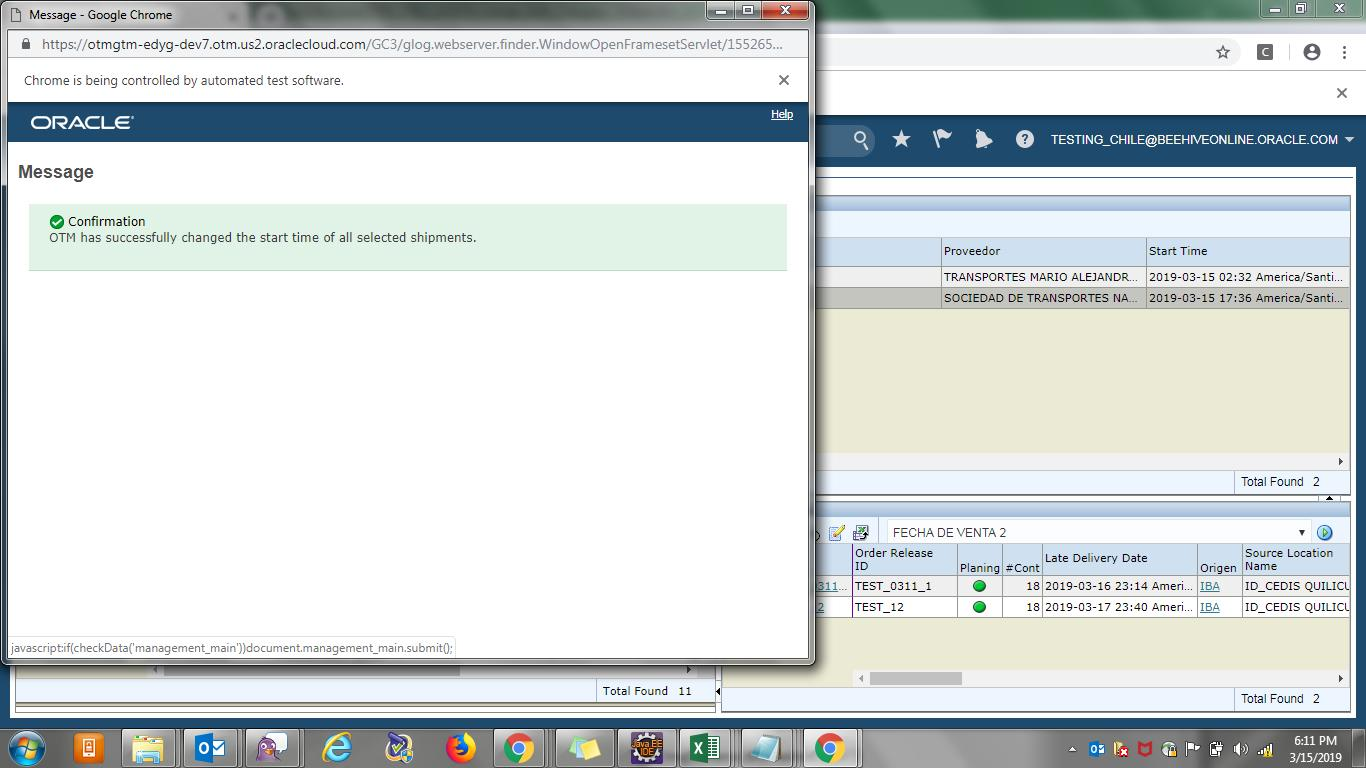 Message - Google Chrome
https://otmgtm-edyg-dev7.otm.us2.oraclecloud.com/GC3/glog.webserver.finder.WindowOpenFramesetServlet/155265...
Chrome is being controlled by automated test software.
ORACLE
Help
Message
Confirmation
OTM has successfully changed the start time of all selected shipments.
javascript:if(checkData('management_main'))document.management_main.submit();
C
TESTING_CHILE@BEEHIVEONLINE.ORACLE.COM
Proveedor Start Time
TRANSPORTES MARIO ALEJANDR... 2019-03-15 02:32 America/Santi...
SOCIEDAD DE TRANSPORTES NA... 2019-03-15 17:36 America/Santi...
Total Found 2
FECHA DE VENTA 2
Order Release ID Planing #Cont Late Delivery Date Origen Source Location Name
311... TEST_0311_1 18 2019-03-16 23:14 Ameri... IBA ID_CEDIS QUILICU
2 TEST_12 18 2019-03-17 23:40 Ameri... IBA ID_CEDIS QUILICU
Total Found 11
Total Found 2
Java EE
IDE
6:11 PM
3/15/2019